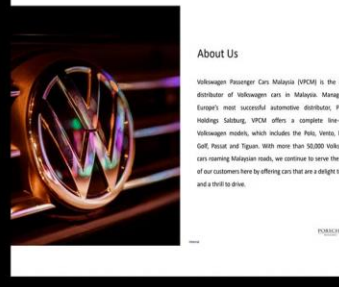 About Us
Volkswagen Passenger Cars Malaysia (VPCM) is the
distributor of Volkswagen cars in Malaysia. Manag
Europe's most successful automotive distributor, P
Holdings Salzburg, VPCM offers a complete line-
Volkswagen models, which includes the Polo, Vento,
Golf, Passat and Tiguan. With more than 50,000 Volks
cars roaming Malaysian roads, we continue to serve the
of our customers here by offering cars that are a delight t
and a thrill to drive.
PORSCH